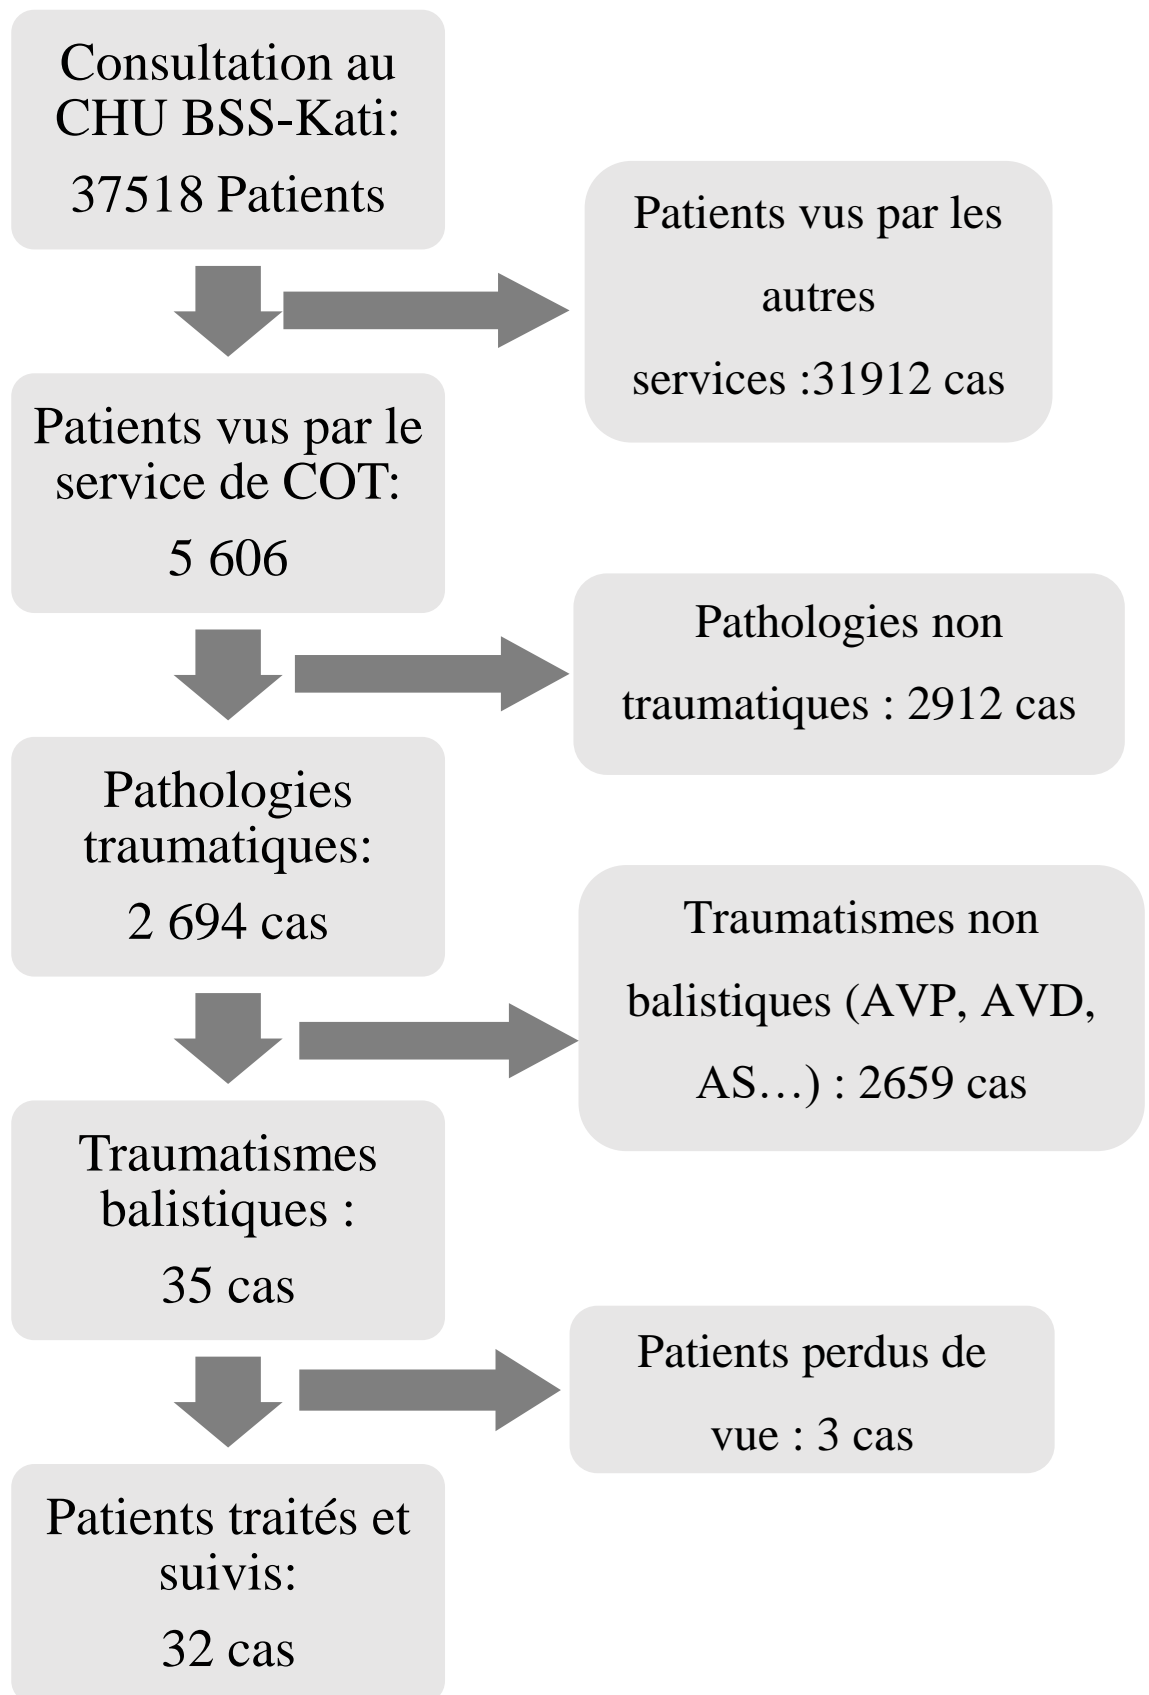 Consultation au
CHU BSS-Kati:
37518 Patients
Patients vus par les
autres
services :31912 cas
Patients vus par le
service de COT:
5 606
Pathologies non
traumatiques : 2912 cas
Pathologies
traumatiques:
2 694 cas
Traumatismes non
balistiques (AVP, AVD,
AS…) : 2659 cas
Traumatismes
balistiques :
35 cas
Patients perdus de
vue : 3 cas
Patients traités et
suivis:
32 cas